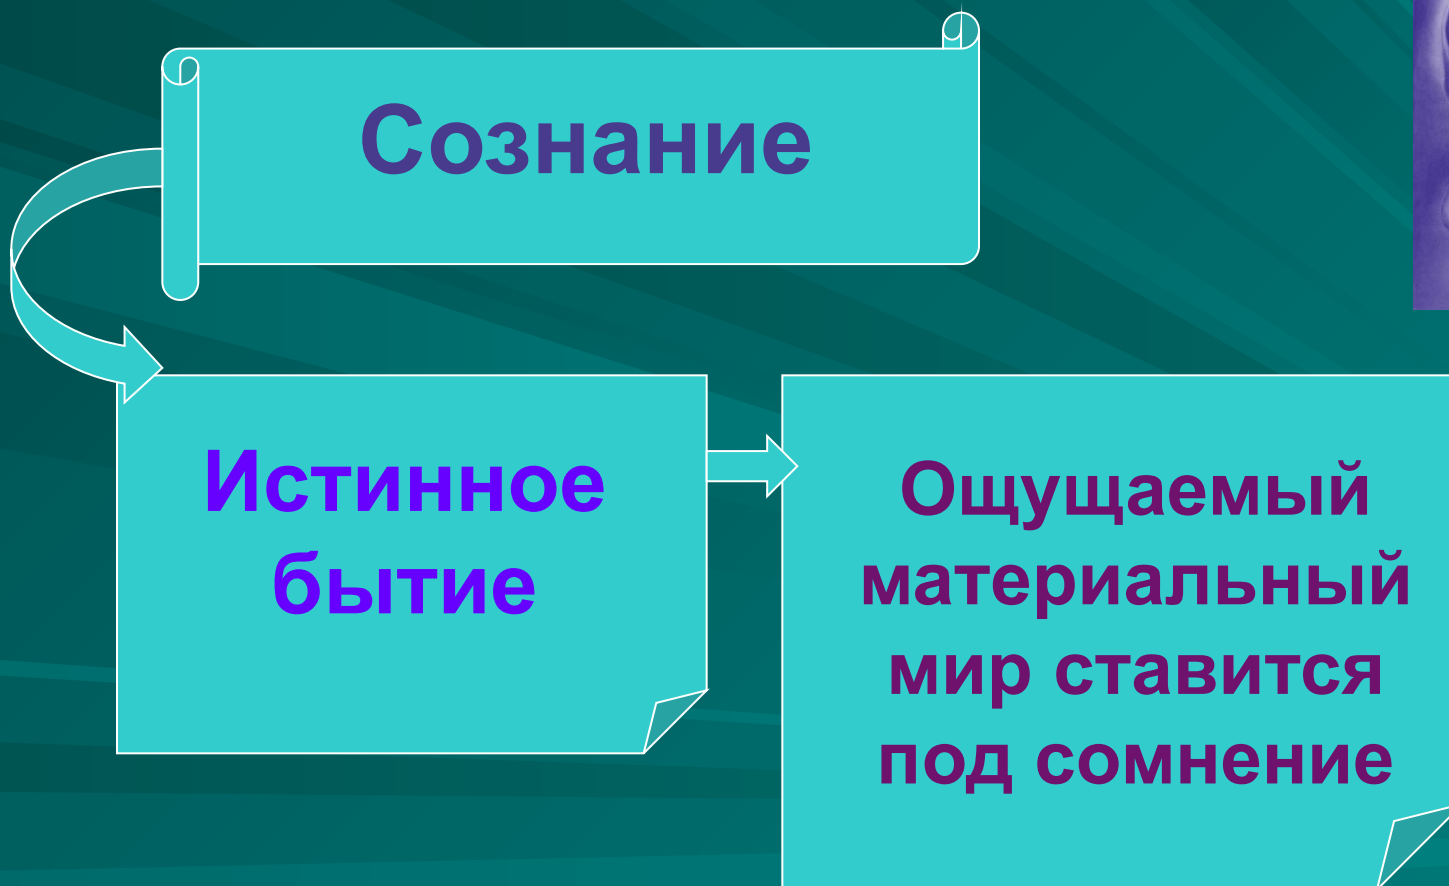 Сознание
Истинное
бытие
Ощущаемый
материальный
мир ставится
под сомнение